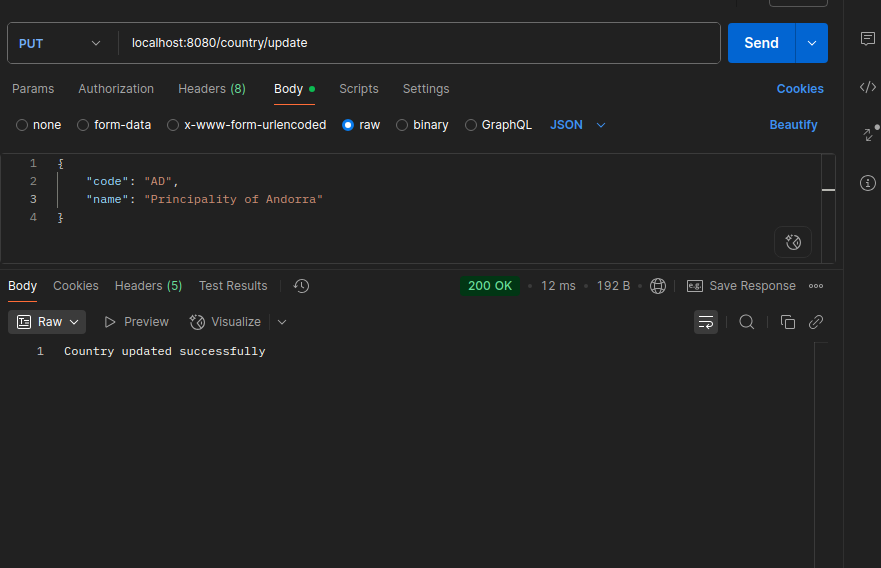 PUT localhost:8080/country/update Send
Params Authorization Headers (8) Body Scripts Settings Cookies
none form-data x-www-form-urlencoded raw binary GraphQL JSON Beautify
1 {
2 "code": "AD",
3 "name": "Principality of Andorra"
4 }
Body Cookies Headers (5) Test Results 200 OK • 12 ms • 192 B • e.g. Save Response
Raw Preview Visualize
1 Country updated successfully